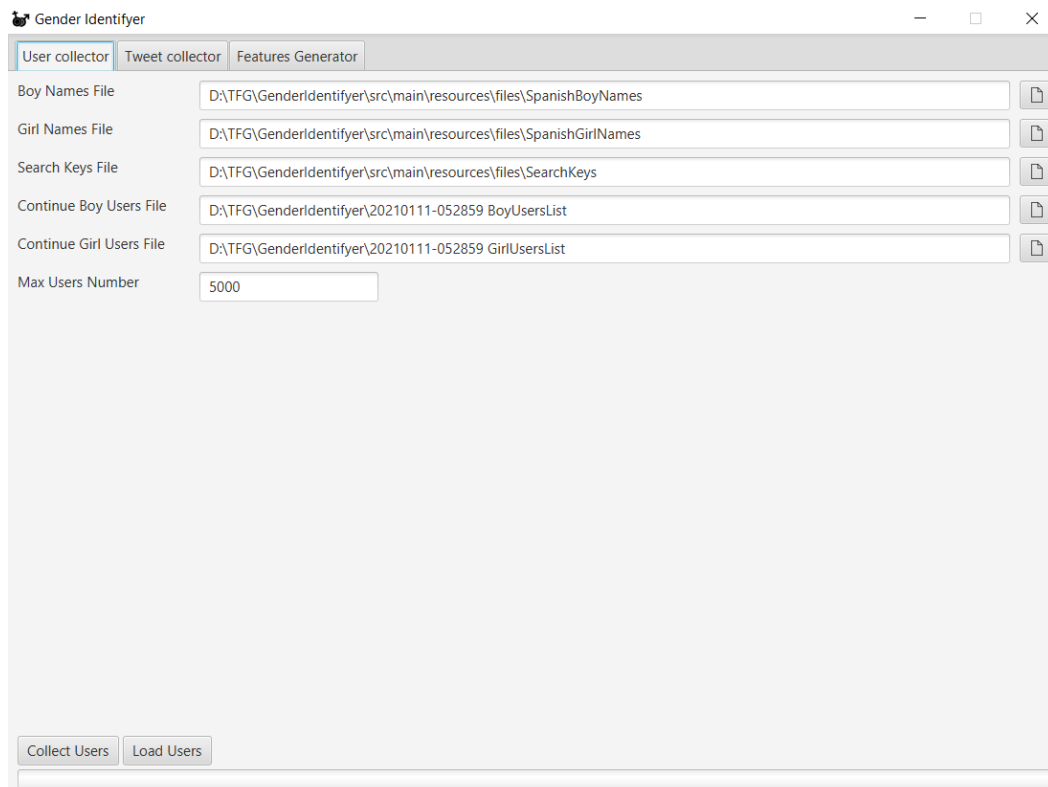 Gender Identifyer
User collector Tweet collector Features Generator
Boy Names File D:\TFG\GenderIdentifyer\src\main\resources\files\SpanishBoyNames
Girl Names File D:\TFG\GenderIdentifyer\src\main\resources\files\SpanishGirlNames
Search Keys File D:\TFG\GenderIdentifyer\src\main\resources\files\SearchKeys
Continue Boy Users File D:\TFG\GenderIdentifyer\20210111-052859 BoyUsersList
Continue Girl Users File D:\TFG\GenderIdentifyer\20210111-052859 GirlUsersList
Max Users Number 5000
Collect Users Load Users